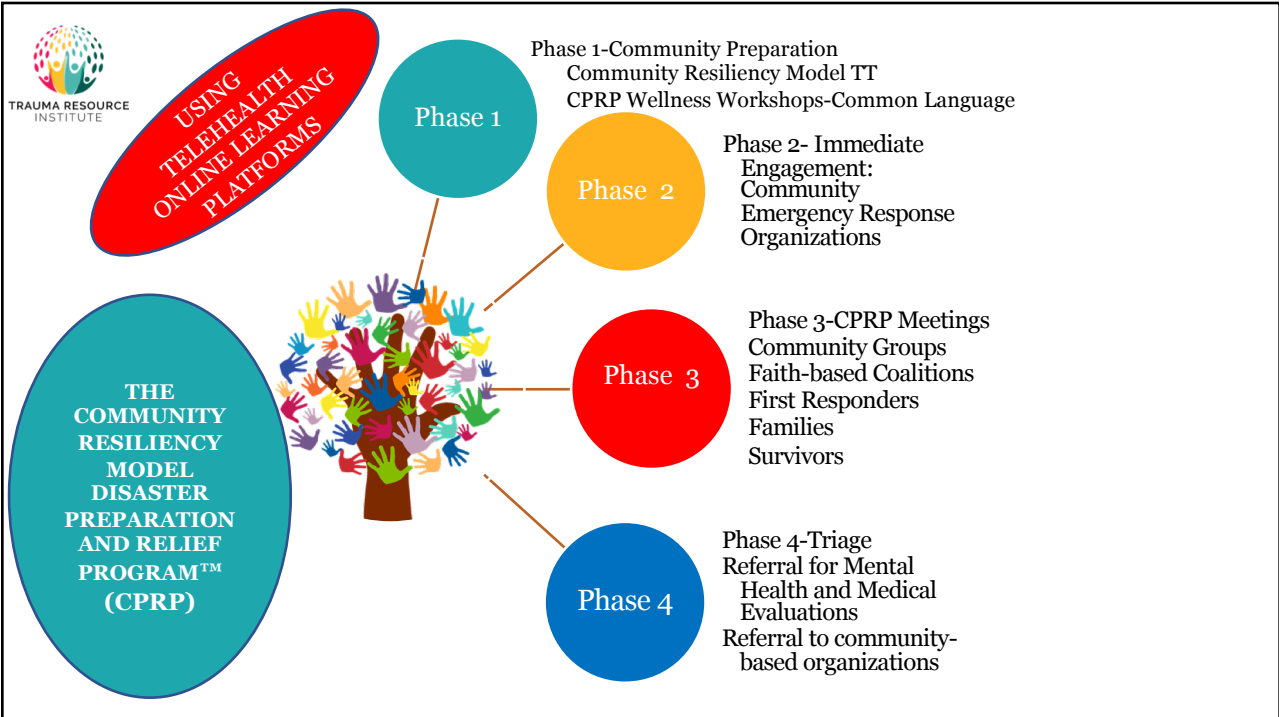 TRAUMA RESOURCE
INSTITUTE
USING
TELEHEALTH
ONLINE LEARNING
PLATFORMS
THE
COMMUNITY
RESILIENCY
MODEL
DISASTER
PREPARATION
AND RELIEF
PROGRAM™
(CPRP)
Phase 1
Phase 1-Community Preparation
Community Resiliency Model TT
CPRP Wellness Workshops-Common Language
Phase 2
Phase 2- Immediate
Engagement:
Community
Emergency Response
Organizations
Phase 3
Phase 3-CPRP Meetings
Community Groups
Faith-based Coalitions
First Responders
Families
Survivors
Phase 4
Phase 4-Triage
Referral for Mental
Health and Medical
Evaluations
Referral to community-
based organizations